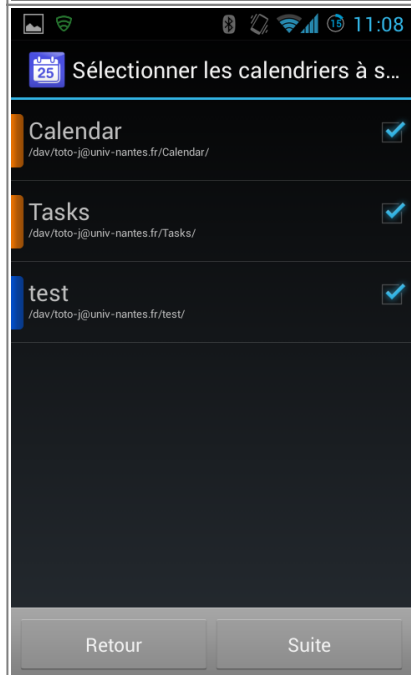 15 11:08
25 Sélectionner les calendriers à s...
Calendar
/dav/toto-j@univ-nantes.fr/Calendar/
Tasks
/dav/toto-j@univ-nantes.fr/Tasks/
test
/dav/toto-j@univ-nantes.fr/test/
Retour Suite